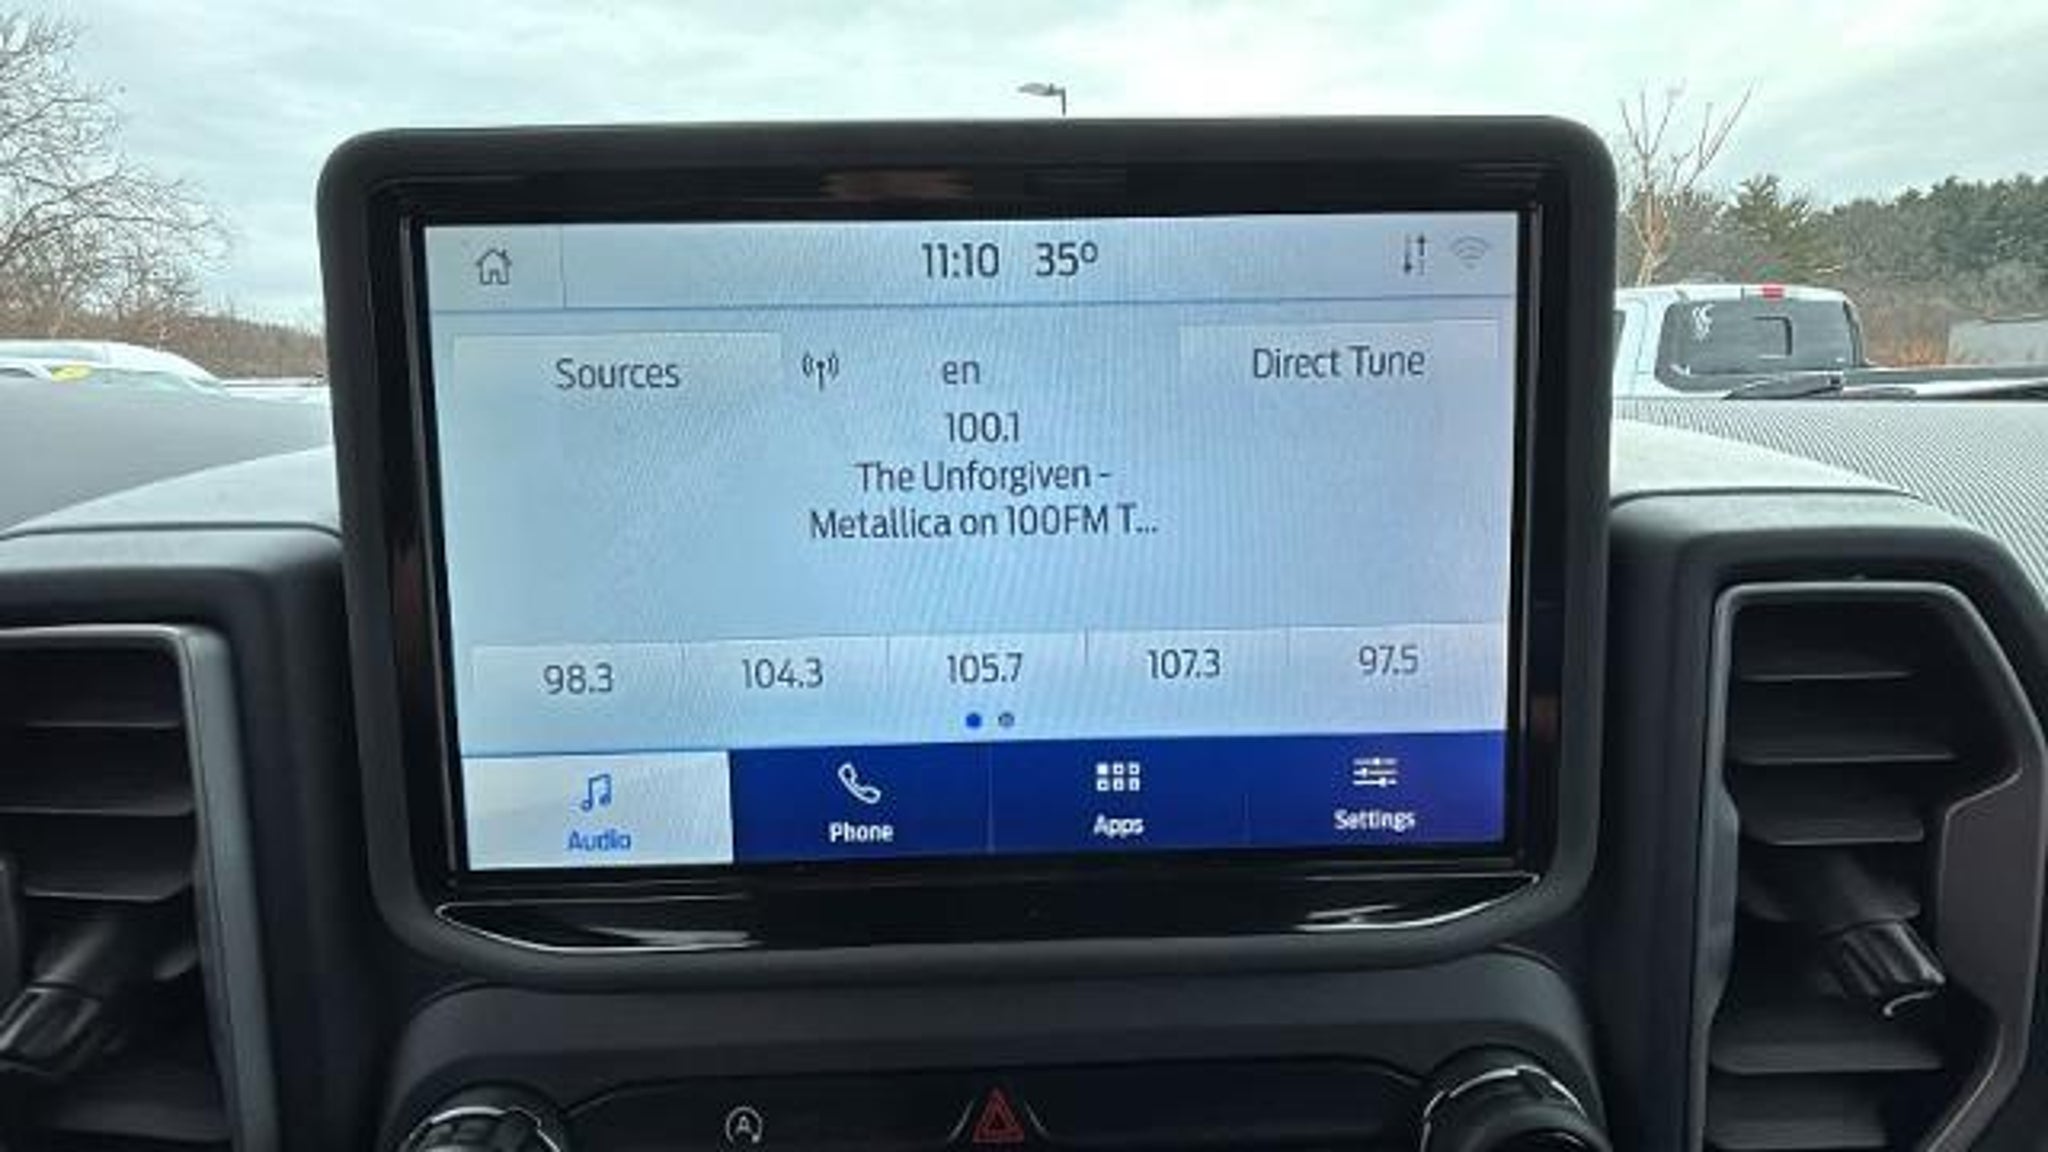 11:10 35°
Sources en Direct Tune
100.1
The Unforgiven -
Metallica on 100FM T...
98.3 104.3 105.7 107.3 97.5
Audio Phone Apps Settings
A